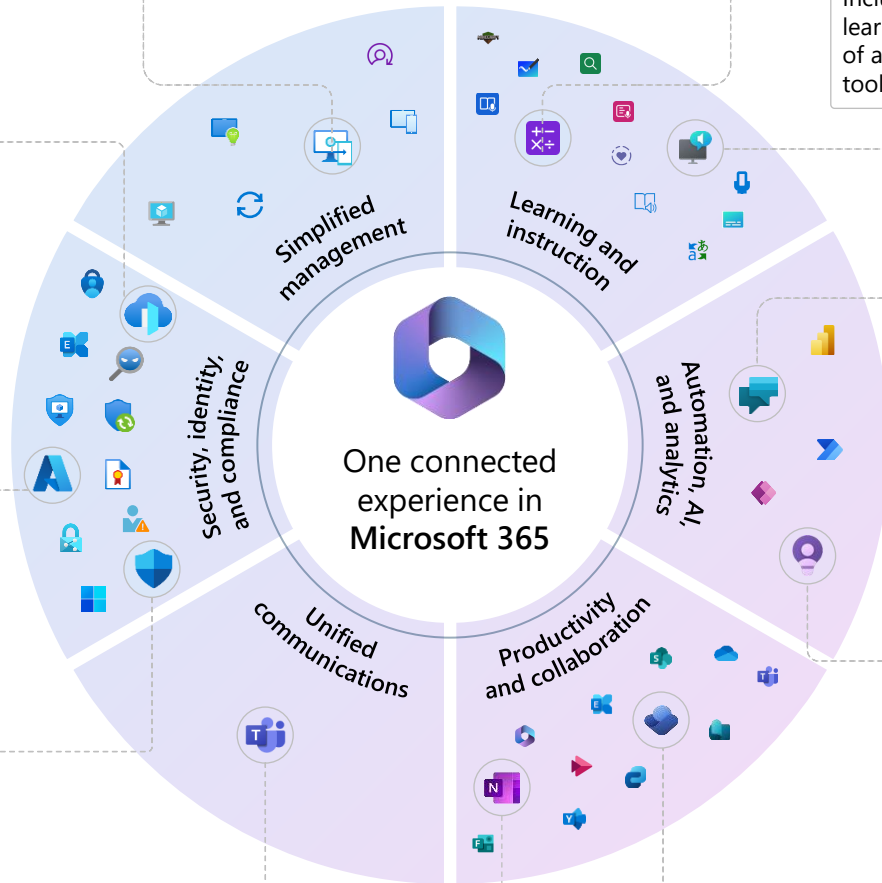 Inclu
lear
of a
tool
Simplified
management
Learning and
instruction
Security, identity,
and compliance
Automation, AI,
and analytics
One connected
experience in
Microsoft 365
Unified
communications
Productivity
and collaboration
E
a あ
S
T
E
T
N
Y
F